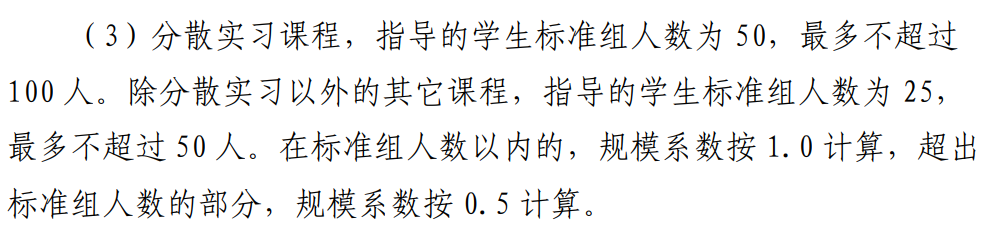 （3）分散实习课程，指导的学生标准组人数为 50，最多不超过
100 人。除分散实习以外的其它课程，指导的学生标准组人数为 25，
最多不超过 50 人。在标准组人数以内的，规模系数按 1.0 计算，超出
标准组人数的部分，规模系数按 0.5 计算。